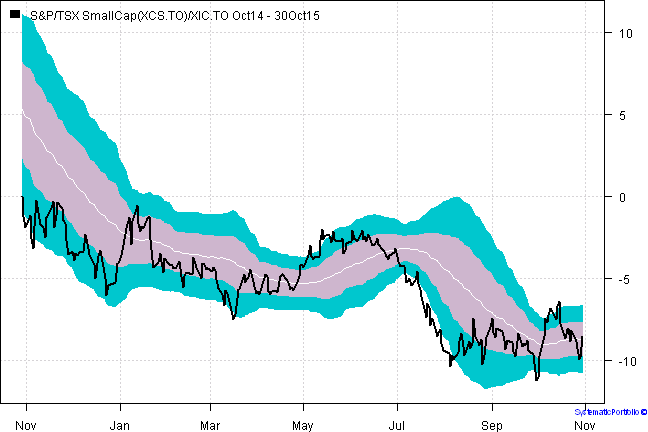 S&P/TSX SmallCap(XCS.TO)/XIC.TO Oct14 - 30Oct15
10
5
0
-5
-10
SystematicPortfolio ©
Nov Jan Mar May Jul Sep Nov